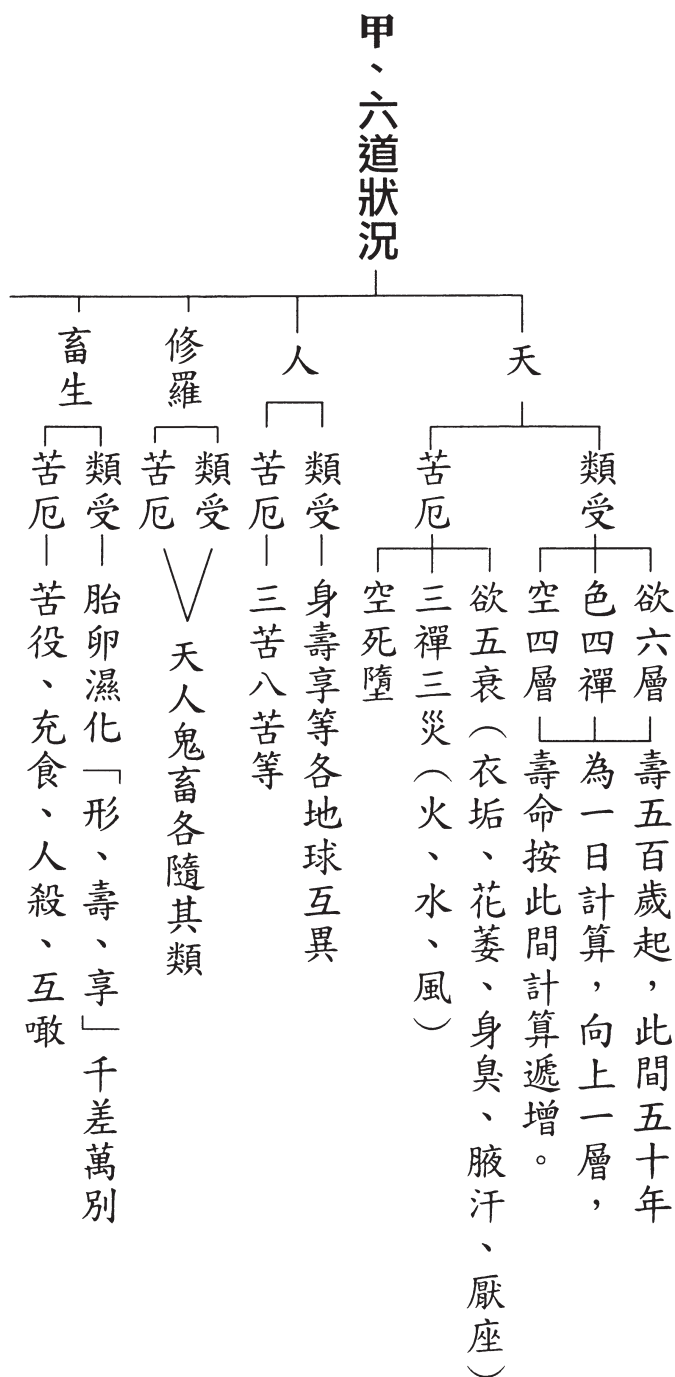 甲、六道狀況
天
類受
欲六層
色四禪
空四層
壽五百歲起，此間五十年
為一日計算，向上一層，
壽命按此間計算遞增。
苦厄
欲五衰（衣垢、花萎、身臭、腋汗、厭座）
三禪三災（火、水、風）
空死墮
人
類受
身壽享等各地球互異
苦厄
三苦八苦等
修羅
類受
苦厄
天人鬼畜各隨其類
畜生
類受
胎卵濕化「形、壽、享」千差萬別
苦厄
苦役、充食、人殺、互噉